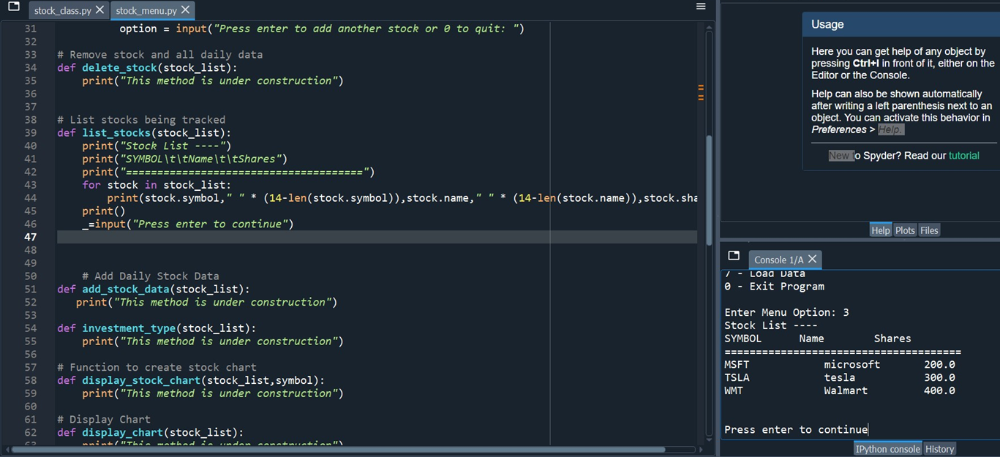 stock_class.py
stock_menu.py
31 option = input("Press enter to add another stock or 0 to quit: ")
32
33 # Remove stock and all daily data
34 def delete_stock(stock_list):
35 print("This method is under construction")
36
37
38 # List stocks being tracked
39 def list_stocks(stock_list):
40 print("Stock List ----")
41 print("SYMBOL\t\tName\t\tShares")
42 print("======================================")
43 for stock in stock_list:
44 print(stock.symbol," " * (14-len(stock.symbol)),stock.name," " * (14-len(stock.name)),stock.sha
45 print()
46 _=input("Press enter to continue")
47
48
49
50 # Add Daily Stock Data
51 def add_stock_data(stock_list):
52 print("This method is under construction")
53
54 def investment_type(stock_list):
55 print("This method is under construction")
56
57 # Function to create stock chart
58 def display_stock_chart(stock_list,symbol):
59 print("This method is under construction")
60
61 # Display Chart
62 def display_chart(stock_list):
63 print("This method is under construction")
Usage
Here you can get help of any object by
pressing Ctrl+I in front of it, either on the
Editor or the Console.
Help can also be shown automatically
after writing a left parenthesis next to an
object. You can activate this behavior in
Preferences > Help.
New to Spyder? Read our tutorial
Help Plots Files
Console 1/A
7 - Load Data
0 - Exit Program
Enter Menu Option: 3
Stock List ----
SYMBOL Name Shares
======================================
MSFT microsoft 200.0
TSLA tesla 300.0
WMT Walmart 400.0
Press enter to continue
IPython console History